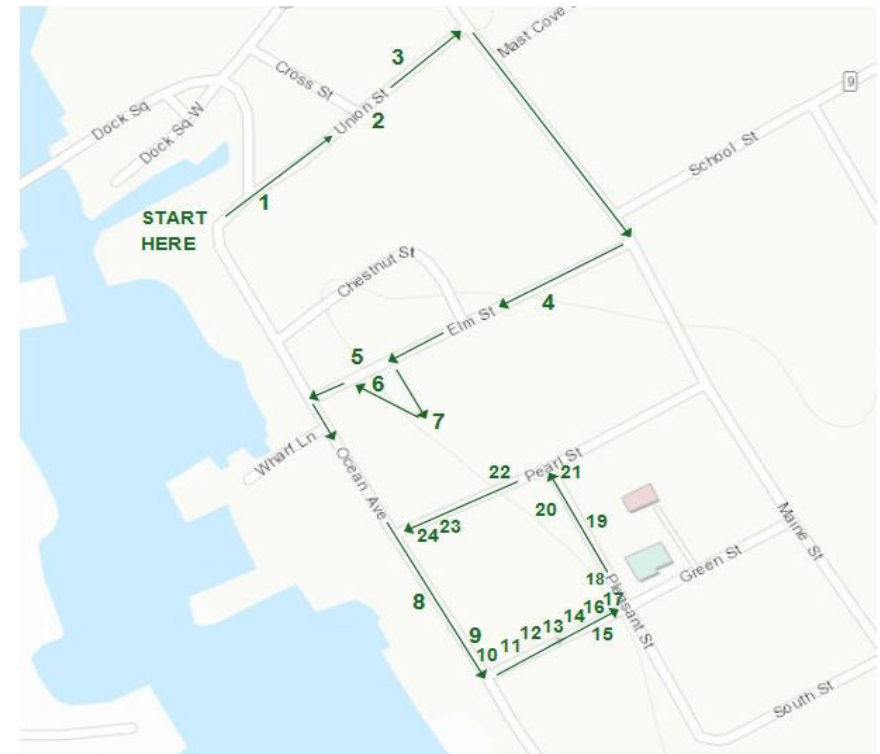 Mast Cove
3
Cross St
9
Union St
2
Dock Sq
Dock Sq W
School St
1
START
HERE
Chestnut St
4
Elm St
5
6
7
Wharf Ln
Ocean Ave
22
Pearl St
21
20
19
23
24
Maine St
18
Green St
8
Pleasant St
17
16
14
13
12
11
15
9
10
South St